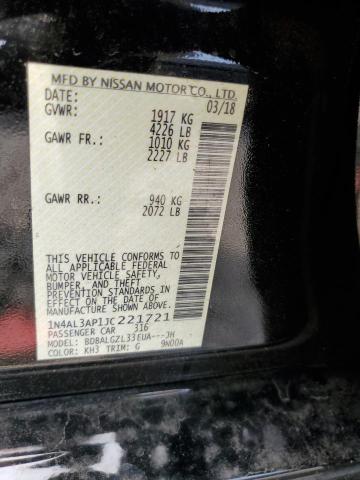 MFD BY NISSAN MOTOR CO., LTD.
DATE: 03/18
GVWR: 1917 KG
4226 LB
GAWR FR.: 1010 KG
2227 LB
GAWR RR.: 940 KG
2072 LB
THIS VEHICLE CONFORMS TO
ALL APPLICABLE FEDERAL
MOTOR VEHICLE SAFETY,
BUMPER, AND THEFT
PREVENTION STANDARDS
IN EFFECT ON THE DATE OF
MANUFACTURE SHOWN ABOVE.
1N4AL3AP1JC221721
PASSENGER CAR 316
MODEL: BDBALGZL33EUA---JH
COLOR: KH3 TRIM: G 9N00A